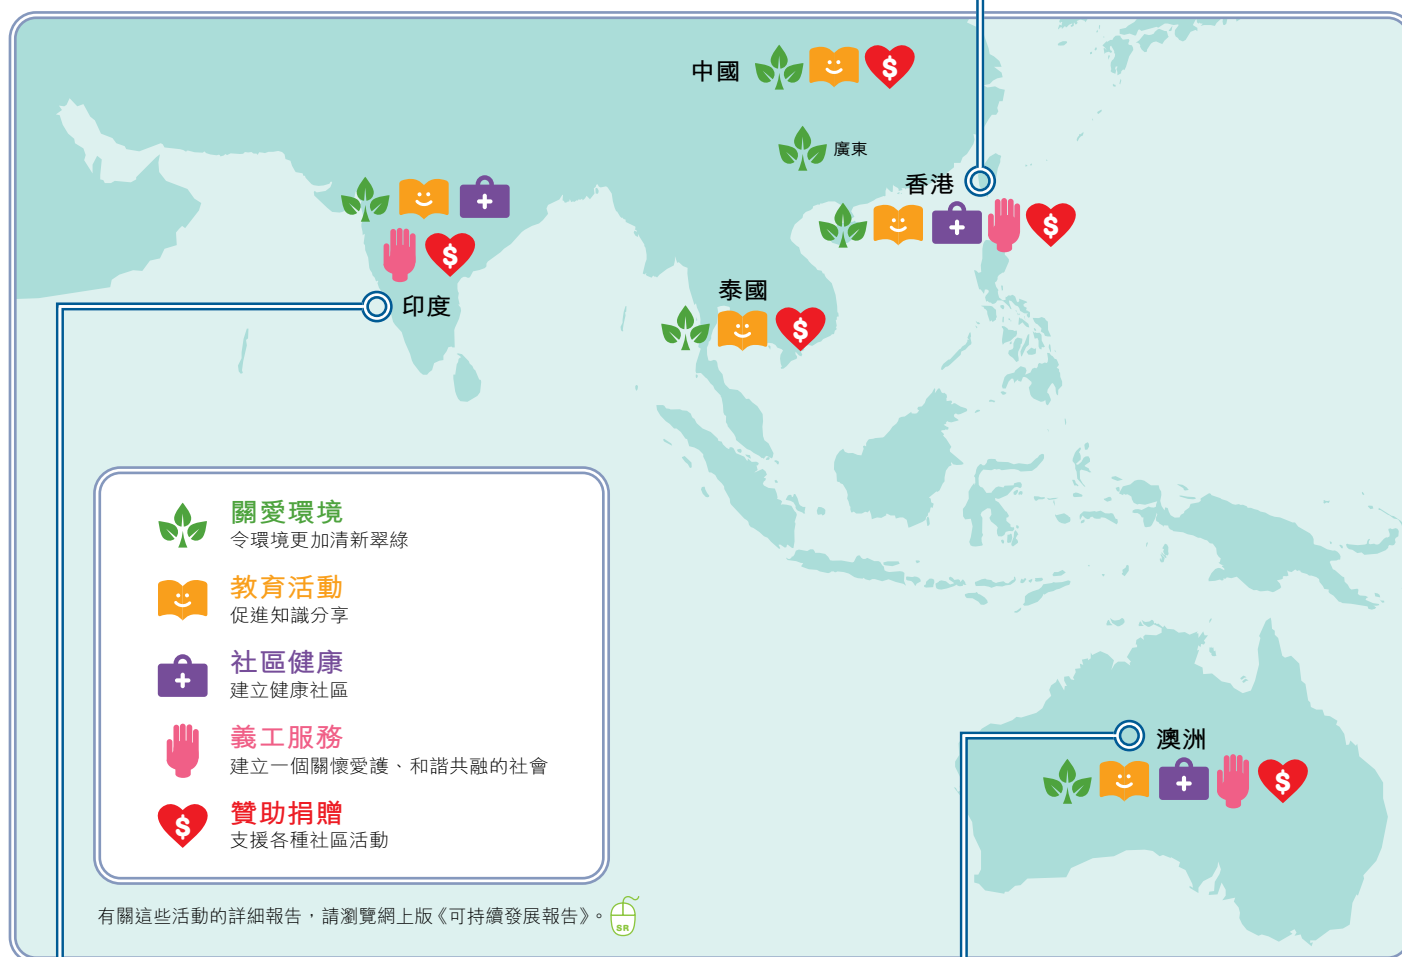 中國
廣東
香港
印度
泰國
關愛環境
令環境更加清新翠綠
教育活動
促進知識分享
社區健康
建立健康社區
義工服務
建立一個關懷愛護、和諧共融的社會
贊助捐贈
支援各種社區活動
澳洲
有關這些活動的詳細報告，請瀏覽網上版《可持續發展報告》。
SR